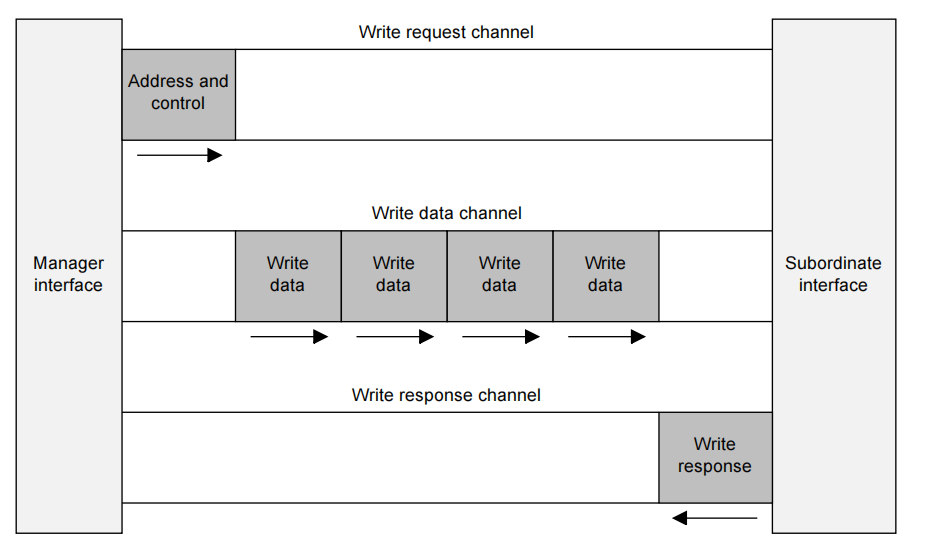 Write request channel
Address and
control
Write data channel
Manager
interface
Write
data
Write
data
Write
data
Write
data
Subordinate
interface
Write response channel
Write
response